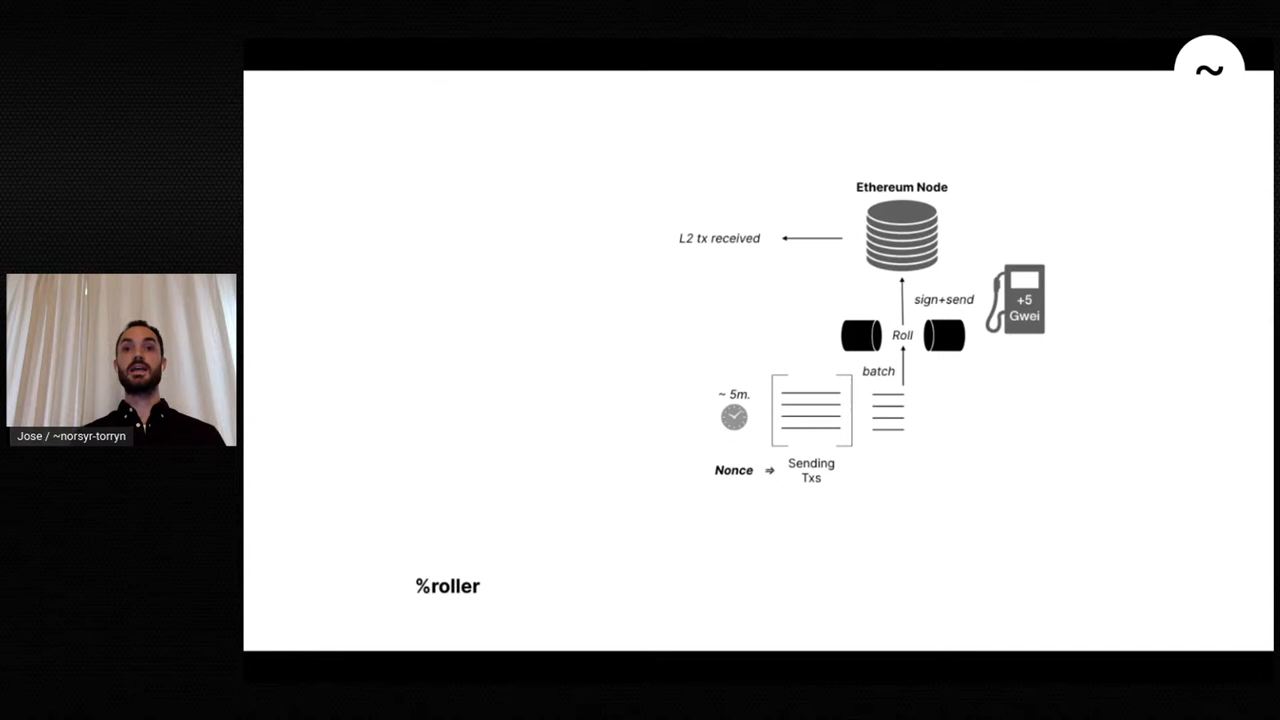 ~
Ethereum Node
L2 tx received
sign+send
+5
Gwei
Roll
batch
~ 5m.
Nonce ⇒ Sending
Txs
Jose / ~norsyr-torryn
%roller